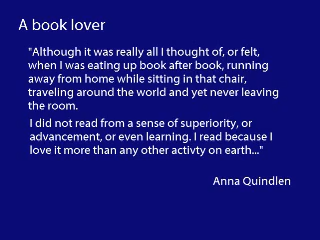 A book lover
"Although it was really all I thought of, or felt,
when I was eating up book after book, running
away from home while sitting in that chair,
traveling around the world and yet never leaving
the room.
I did not read from a sense of superiority, or
advancement, or even learning. I read because I
love it more than any other activty on earth..."
Anna Quindlen